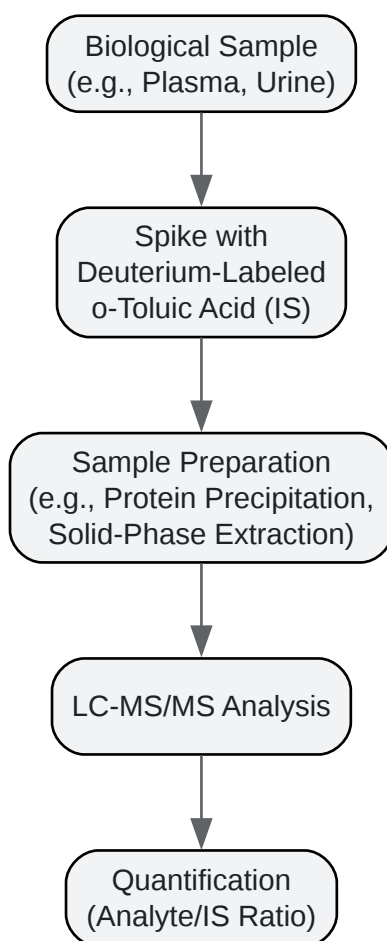 Biological Sample
(e.g., Plasma, Urine)
Spike with
Deuterium-Labeled
o-Toluic Acid (IS)
Sample Preparation
(e.g., Protein Precipitation,
Solid-Phase Extraction)
LC-MS/MS Analysis
Quantification
(Analyte/IS Ratio)